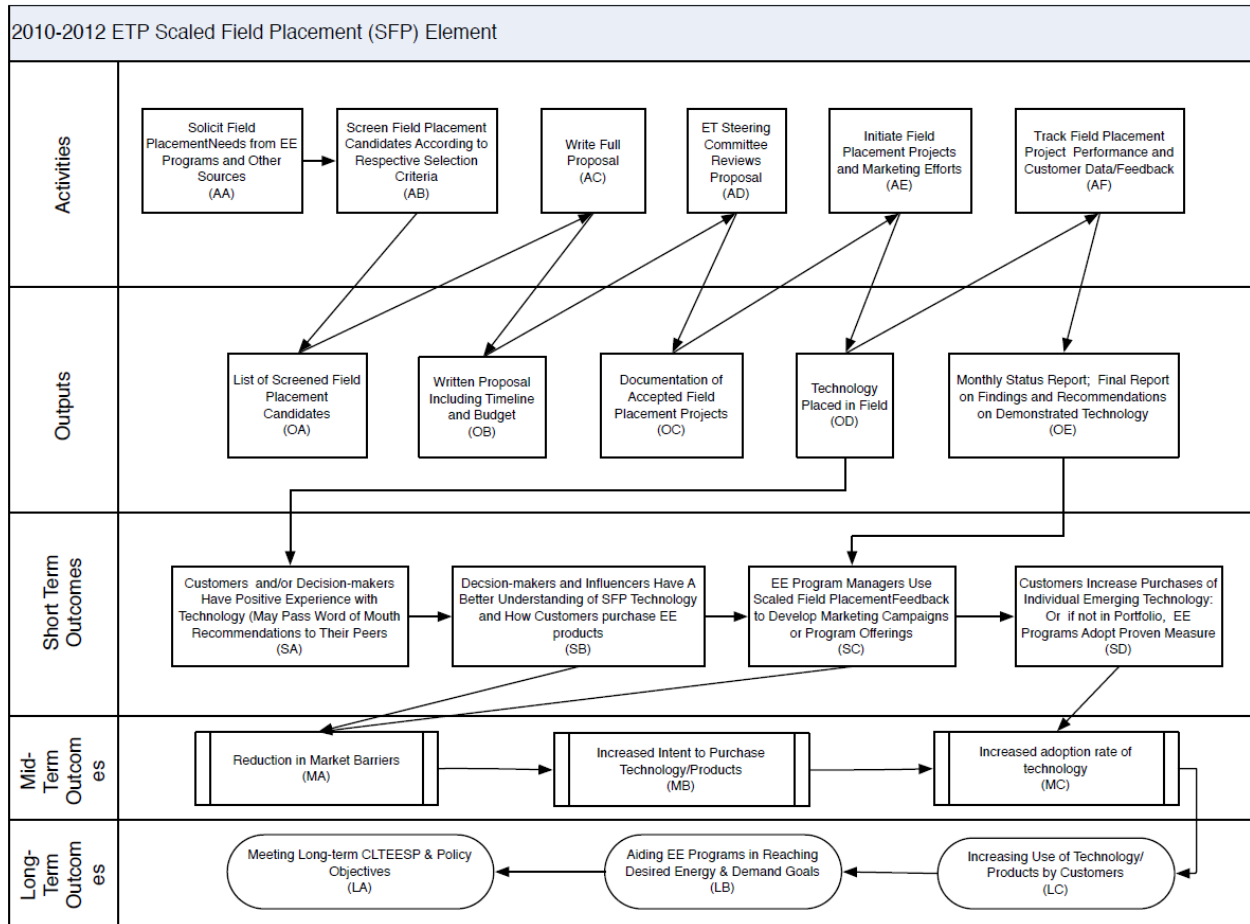 2010-2012 ETP Scaled Field Placement (SFP) Element
Activities
Solicit Field
PlacementNeeds from EE
Programs and Other
Sources
(AA)
Screen Field Placement
Candidates According to
Respective Selection
Criteria
(AB)
Write Full
Proposal
(AC)
ET Steering
Committee
Reviews
Proposal
(AD)
Initiate Field
Placement Projects
and Marketing Efforts
(AE)
Track Field Placement
Project Performance and
Customer Data/Feedback
(AF)
Outputs
List of Screened Field
Placement
Candidates
(OA)
Written Proposal
Including Timeline
and Budget
(OB)
Documentation of
Accepted Field
Placement Projects
(OC)
Technology
Placed in Field
(OD)
Monthly Status Report; Final Report
on Findings and Recommendations
on Demonstrated Technology
(OE)
Short Term
Outcomes
Customers and/or Decision-makers
Have Positive Experience with
Technology (May Pass Word of Mouth
Recommendations to Their Peers
(SA)
Decsion-makers and Influencers Have A
Better Understanding of SFP Technology
and How Customers purchase EE
products
(SB)
EE Program Managers Use
Scaled Field PlacementFeedback
to Develop Marketing Campaigns
or Program Offerings
(SC)
Customers Increase Purchases of
Individual Emerging Technology:
Or if not in Portfolio, EE
Programs Adopt Proven Measure
(SD)
Mid-
Term
Outcom
es
Reduction in Market Barriers
(MA)
Increased Intent to Purchase
Technology/Products
(MB)
Increased adoption rate of
technology
(MC)
Long-
Term
Outcom
es
Meeting Long-term CLTEESP & Policy
Objectives
(LA)
Aiding EE Programs in Reaching
Desired Energy & Demand Goals
(LB)
Increasing Use of Technology/
Products by Customers
(LC)